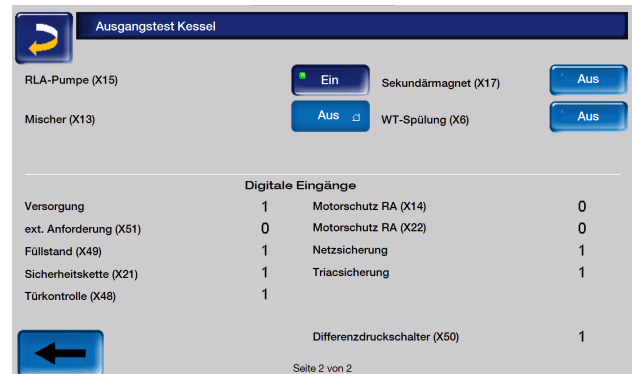 Ausgangstest Kessel
RLA-Pumpe (X15) Ein Sekundärmagnet (X17) Aus
Mischer (X13) Aus WT-Spülung (X6) Aus
Digitale Eingänge
Versorgung 1 Motorschutz RA (X14) 0
ext. Anforderung (X51) 0 Motorschutz RA (X22) 0
Füllstand (X49) 1 Netzsicherung 1
Sicherheitskette (X21) 1 Triacsicherung 1
Türkontrolle (X48) 1
Differenzdruckschalter (X50) 1
Seite 2 von 2